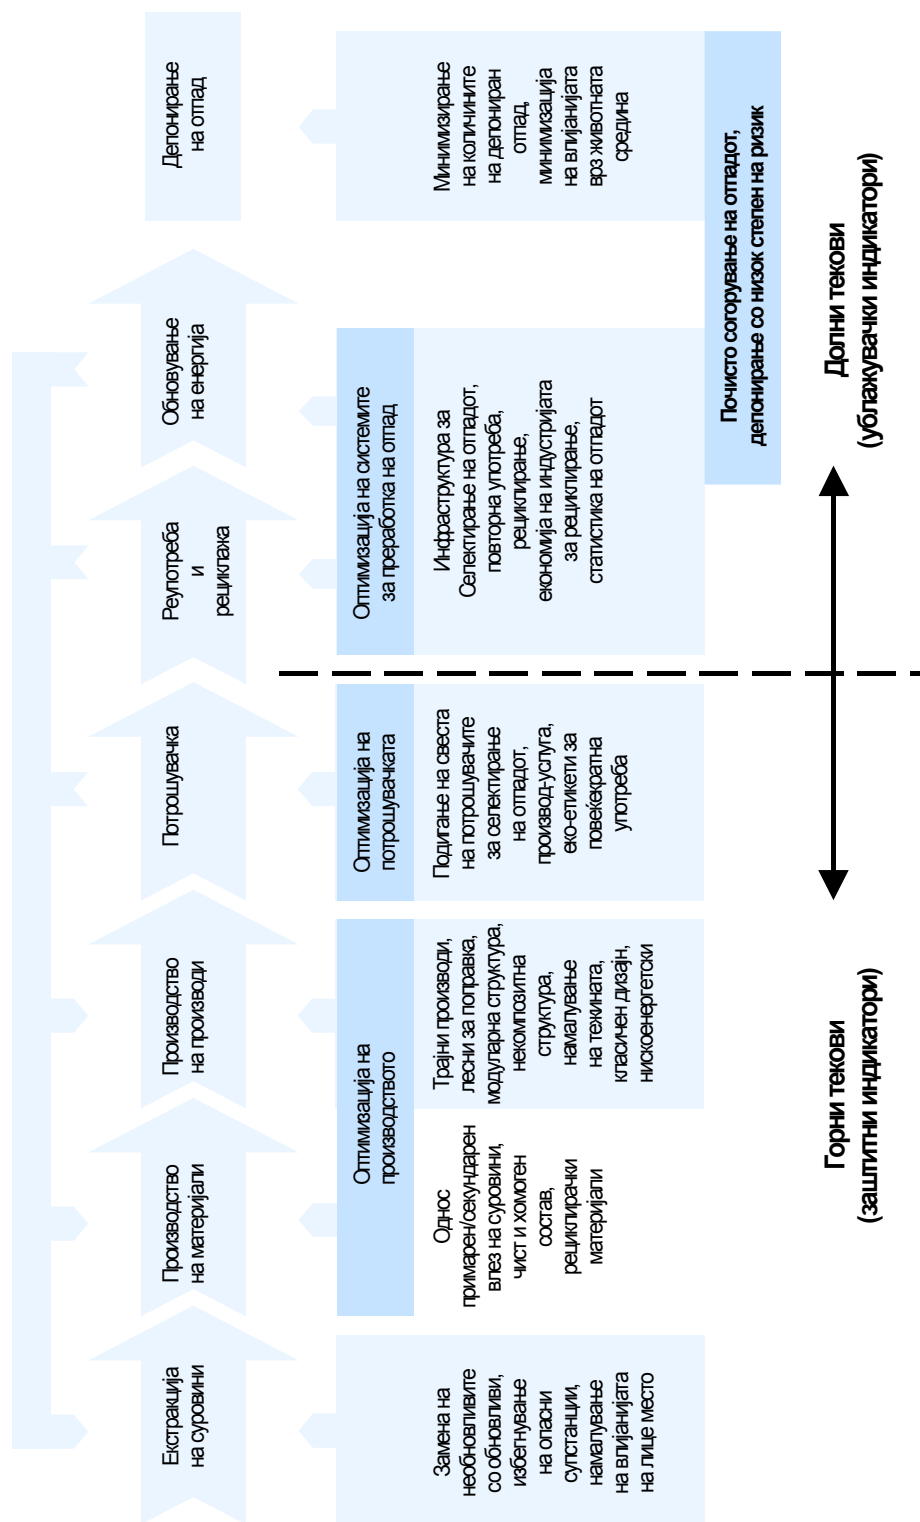 Екстракција
на суровини
Производство
на материјали
Производство
на производи
Потрошувачка
Реупотреба
и
рециклажа
Обновување
на енергија
Депонирање
на отпад
Оптимизација на
производството
Оптимизација на
потрошувачката
Оптимизација на системите
за преработка на отпад
Замена на
необновливите
со обновливи,
избегнување
на опасни
супстанции,
намалување
на влијанијата
на лице место
Однос
примарен/секундарен
влез на суровини,
чист и хомоген
состав,
рециклирачки
материјали
Трајни производи,
лесни за поправка,
модуларна структура,
некомпозитна
структура,
намалување
на тежината,
класичен дизајн,
нискоенергетски
Подигање на свеста
на потрошувачите
за селектирање
на отпадот,
производ-услуга,
еко-етикети за
повеќекратна
употреба
Инфраструктура за
Селектирање на отпадот,
повторна употреба,
рециклирање,
економија на индустријата
за рециклирање,
статистика на отпадот
Минимизирање
на количините
на депониран
отпад,
минимизација
на влијанијата
врз животната
средина
Почисто согорување на отпадот,
депонирање со низок степен на ризик
Горни текови
(заштитни индикатори)
Долни текови
(ублажувачки индикатори)